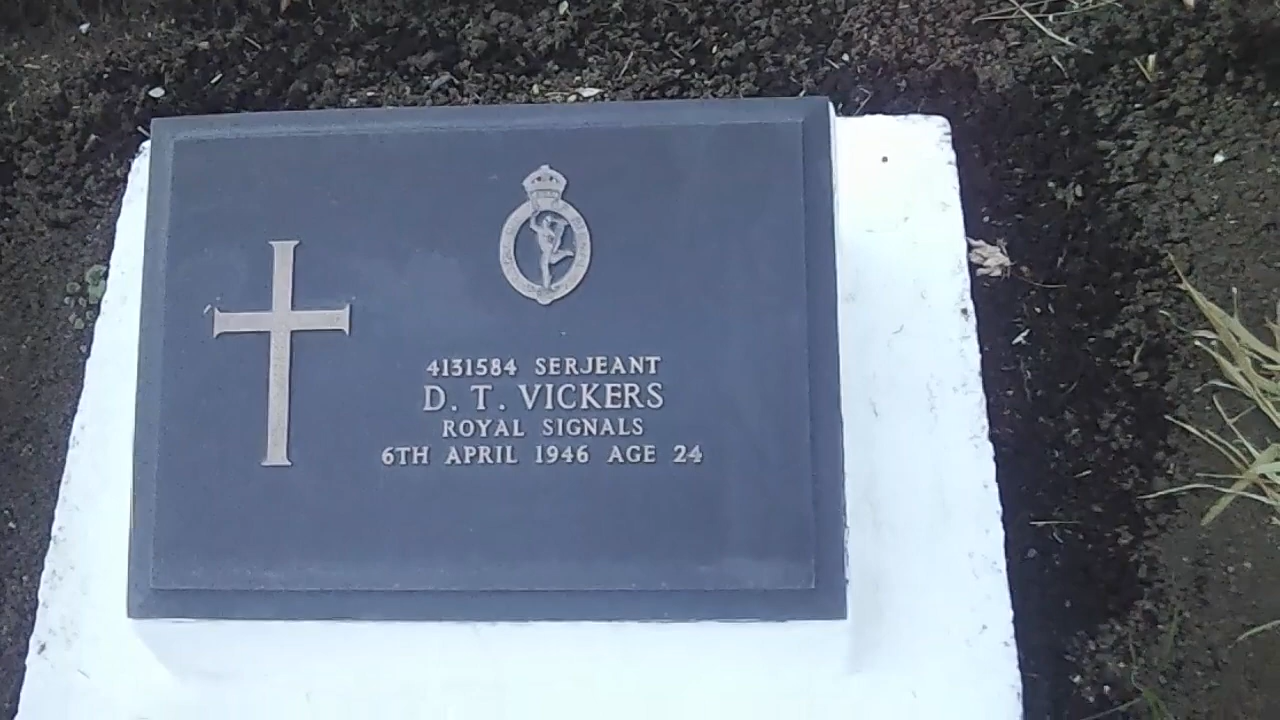 4131584 SERJEANT
D. T. VICKERS
ROYAL SIGNALS
6TH APRIL 1946 AGE 24